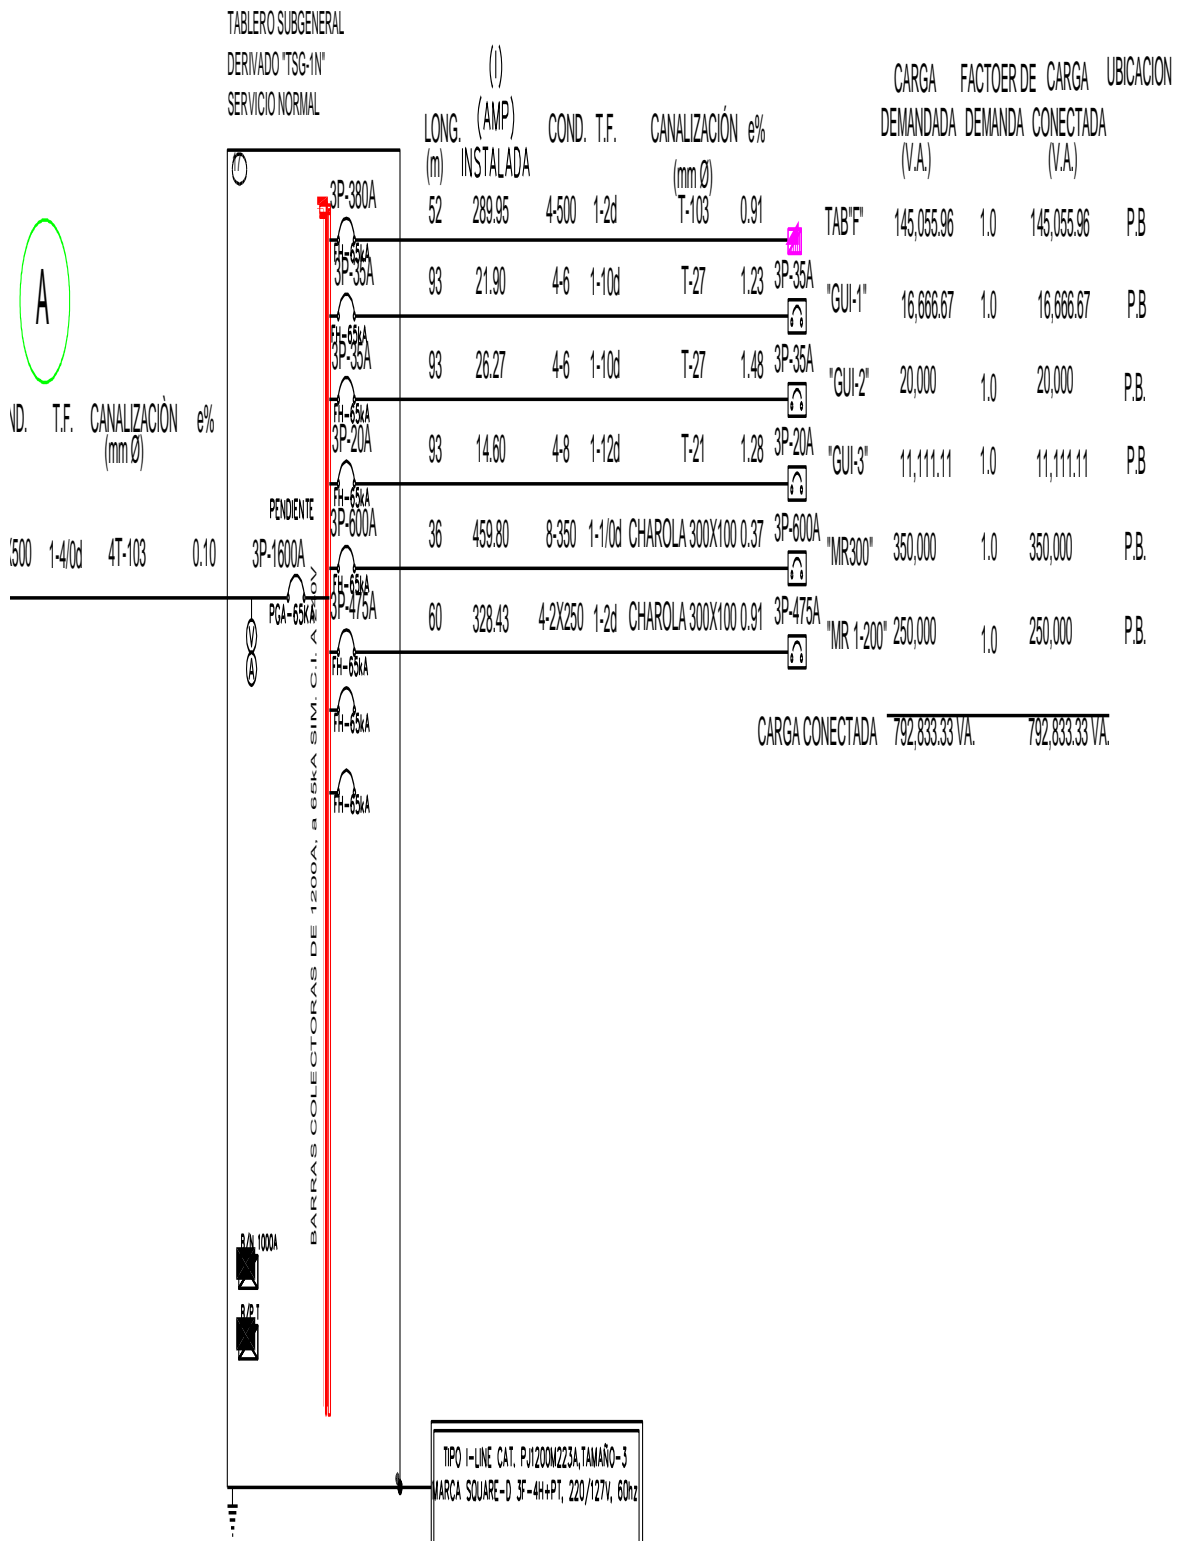 TABLERO SUBGENERAL
DERIVADO "TSG-1N"
SERVICIO NORMAL
LONG. (m)
(I) (AMP) INSTALADA
COND.
T.F.
CANALIZACIÓN (mm Ø)
e%
CARGA DEMANDADA (V.A.)
FACTOER DE DEMANDA
CARGA CONECTADA (V.A.)
UBICACION
3P-380A
FH-65kA
52 289.95 4-500 1-2d T-103 0.91 TAB"F" 145,055.96 1.0 145,055.96 P.B
3P-35A
FH-65kA
93 21.90 4-6 1-10d T-27 1.23 3P-35A "GUI-1" 16,666.67 1.0 16,666.67 P.B
3P-35A
FH-65kA
93 26.27 4-6 1-10d T-27 1.48 3P-35A "GUI-2" 20,000 1.0 20,000 P.B.
3P-20A
FH-65kA
93 14.60 4-8 1-12d T-21 1.28 3P-20A "GUI-3" 11,111.11 1.0 11,111.11 P.B
3P-600A
FH-65kA
36 459.80 8-350 1-1/0d CHAROLA 300X100 0.37 3P-600A "MR300" 350,000 1.0 350,000 P.B.
3P-475A
FH-65kA
60 328.43 4-2X250 1-2d CHAROLA 300X100 0.91 3P-475A "MR 1-200" 250,000 1.0 250,000 P.B.
FH-65kA
FH-65kA
CARGA CONECTADA 792,833.33 VA. 792,833.33 VA.
A
ND. T.F. CANALIZACIÒN (mm Ø) e%
500 1-4/0d 4T-103 0.10
PENDIENTE
3P-1600A
PGA-65KA
V
A
BARRAS COLECTORAS DE 1200A, a 65kA SIM. C.I. A
B/N 1000A
B/P.T
TIPO I-LINE CAT. PJ1200M223A,TAMAÑO-3
MARCA SQUARE-D 3F-4H+PT, 220/127V, 60hz